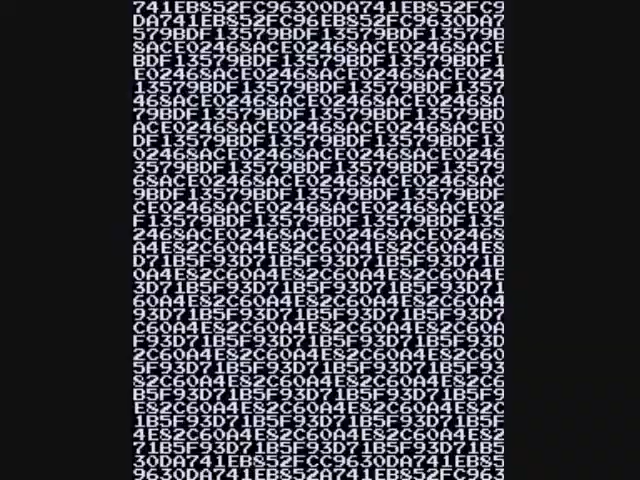 741EB852FC96300DA741EB852FC9
DA741EB852FC96EB852FC9630DA7
579BDF13579BDF13579BDF13579B
8ACE02468ACE02468ACE02468ACE
BDF13579BDF13579BDF13579BDF1
E02468ACE02468ACE02468ACE024
13579BDF13579BDF13579BDF1357
468ACE02468ACE02468ACE02468A
79BDF13579BDF13579BDF13579BD
ACE02468ACE02468ACE02468ACE0
DF13579BDF13579BDF13579BDF13
02468ACE02468ACE02468ACE0246
3579BDF13579BDF13579BDF13579
68ACE02468ACE02468ACE02468AC
9BDF13579BDF13579BDF13579BDF
CE02468ACE02468ACE02468ACE02
F13579BDF13579BDF13579BDF135
2468ACE02468ACE02468ACE02468
A4E82C60A4E82C60A4E82C60A4E8
D71B5F93D71B5F93D71B5F93D71B
0A4E82C60A4E82C60A4E82C60A4E
3D71B5F93D71B5F93D71B5F93D71
60A4E82C60A4E82C60A4E82C60A4
93D71B5F93D71B5F93D71B5F93D7
C60A4E82C60A4E82C60A4E82C60A
F93D71B5F93D71B5F93D71B5F93D
2C60A4E82C60A4E82C60A4E82C60
5F93D71B5F93D71B5F93D71B5F93
82C60A4E82C60A4E82C60A4E82C6
B5F93D71B5F93D71B5F93D71B5F9
E82C60A4E82C60A4E82C60A4E82C
1B5F93D71B5F93D71B5F93D71B5F
4E82C60A4E82C60A4E82C60A4E82
71B5F93D71B5F93D71B5F93D71B5
30DA741EB852FCC9630DA741EB85
9630DA741EB852A741EB852FC963